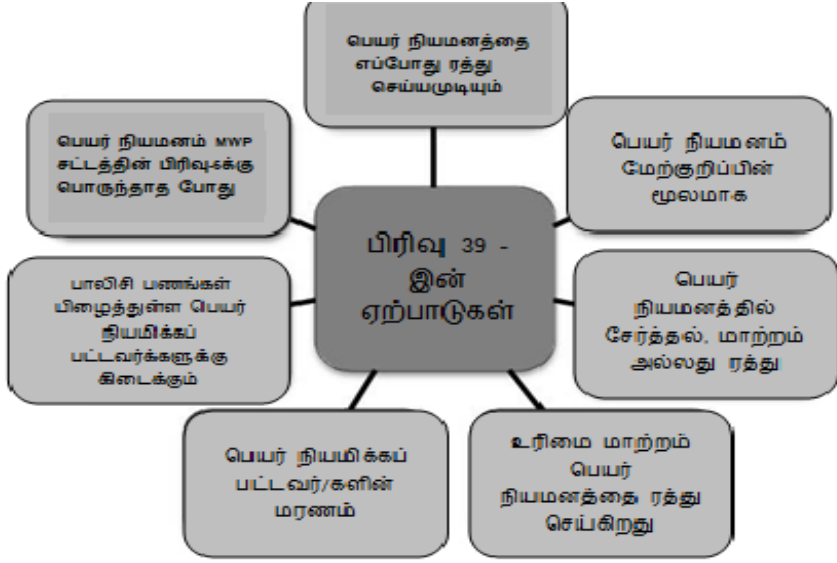 பெயர் நியமனத்தை
எப்போது ரத்து
செய்யமுடியும்
பெயர் நியமனம்
மேற்குறிப்பின்
மூலமாக
பெயர்
நியமனத்தில்
சேர்த்தல், மாற்றம்
அல்லது ரத்து
உரிமை மாற்றம்
பெயர்
நியமனத்தை ரத்து
செய்கிறது
பெயர் நியமிக்கப்
பட்டவர்/களின்
மரணம்
பாலிசி பணங்கள்
பிழைத்துள்ள பெயர்
நியமிக்கப்
பட்டவர்க்களுக்கு
கிடைக்கும்
பெயர் நியமனம் MWP
சட்டத்தின் பிரிவு-6க்கு
பொருந்தாத போது
பிரிவு 39 -
இன்
ஏற்பாடுகள்